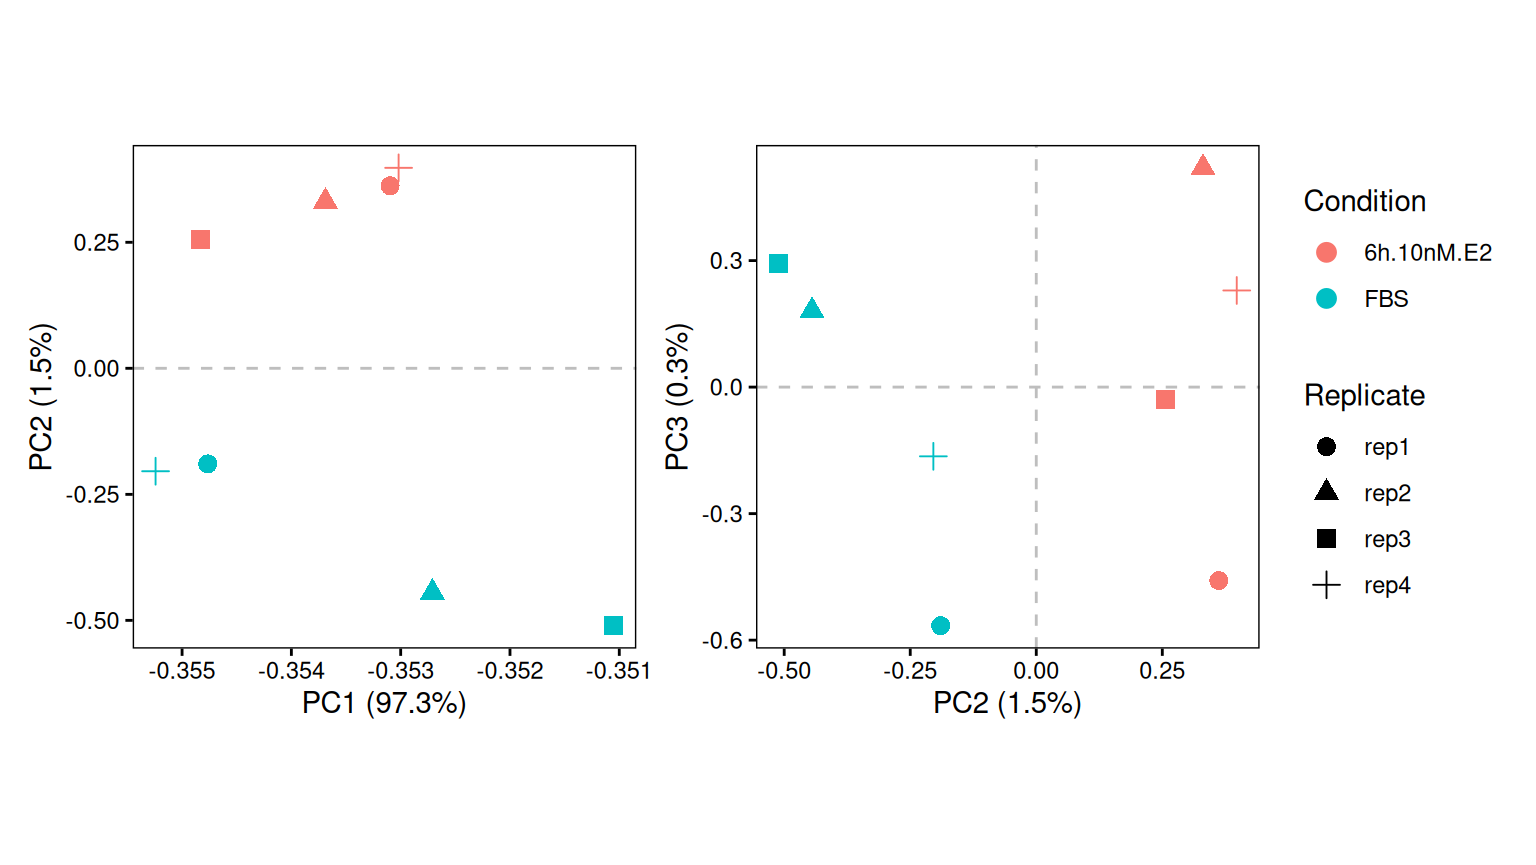 0.25
0.00
-0.25
-0.50
PC2 (1.5%)
-0.355
-0.354
-0.353
-0.352
-0.351
PC1 (97.3%)
0.3
0.0
-0.3
-0.6
PC3 (0.3%)
-0.50
-0.25
0.00
0.25
PC2 (1.5%)
Condition
6h.10nM.E2
FBS
Replicate
rep1
rep2
rep3
rep4